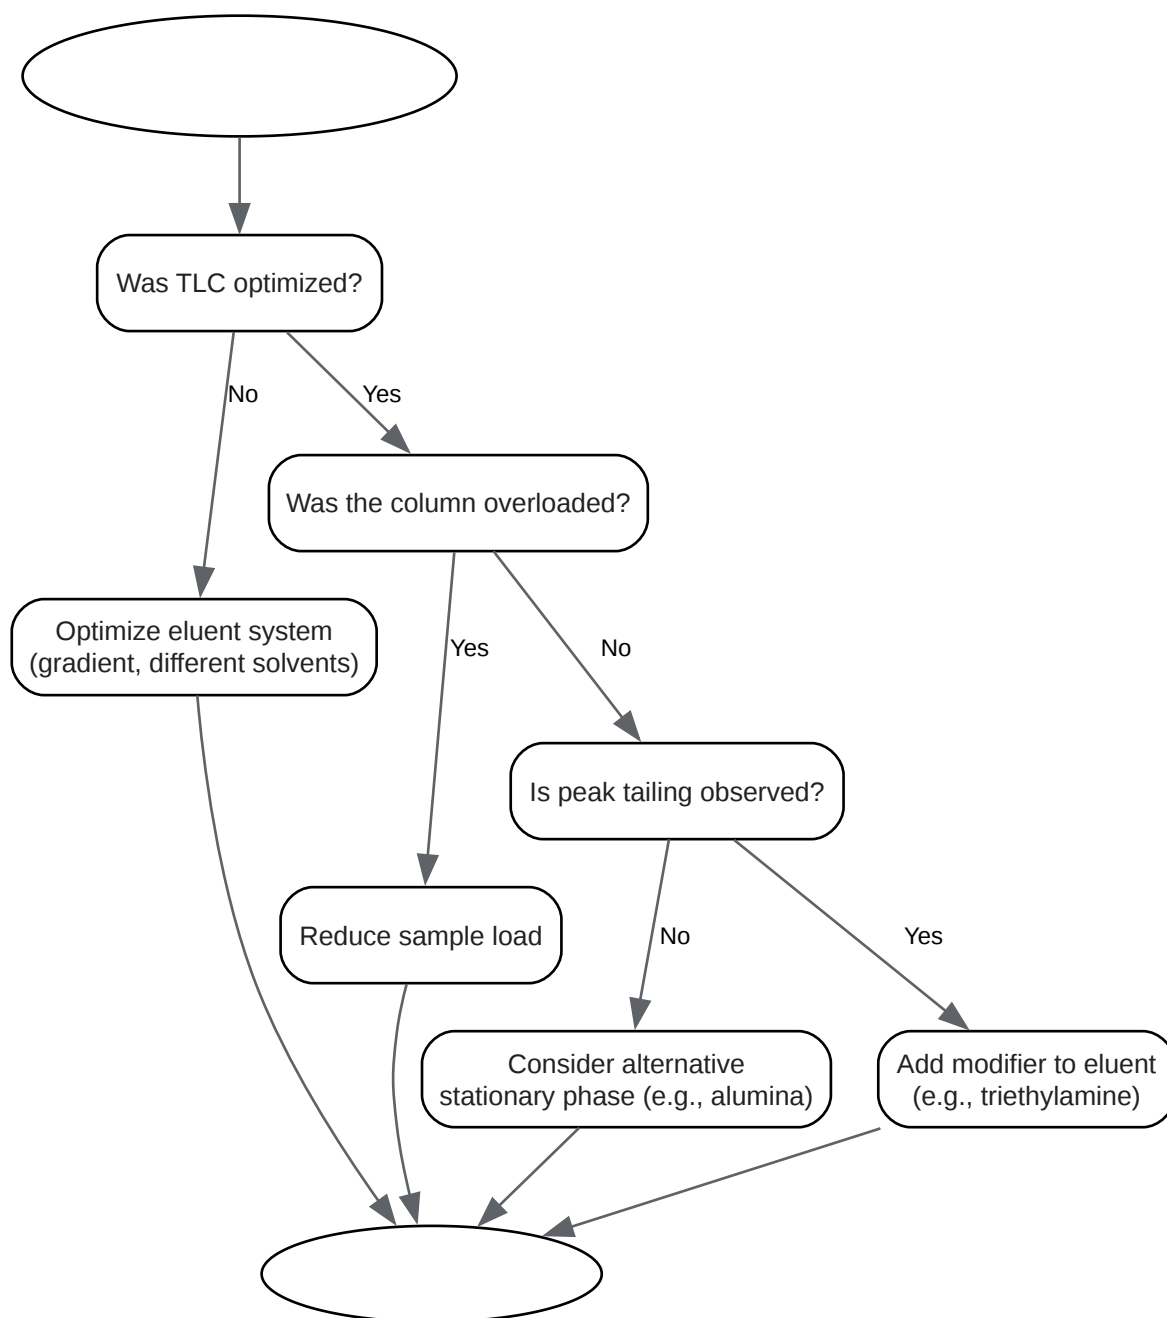 Was TLC optimized?
No
Yes
Was the column overloaded?
Optimize eluent system
(gradient, different solvents)
Yes
No
Is peak tailing observed?
Reduce sample load
No
Yes
Consider alternative
stationary phase (e.g., alumina)
Add modifier to eluent
(e.g., triethylamine)